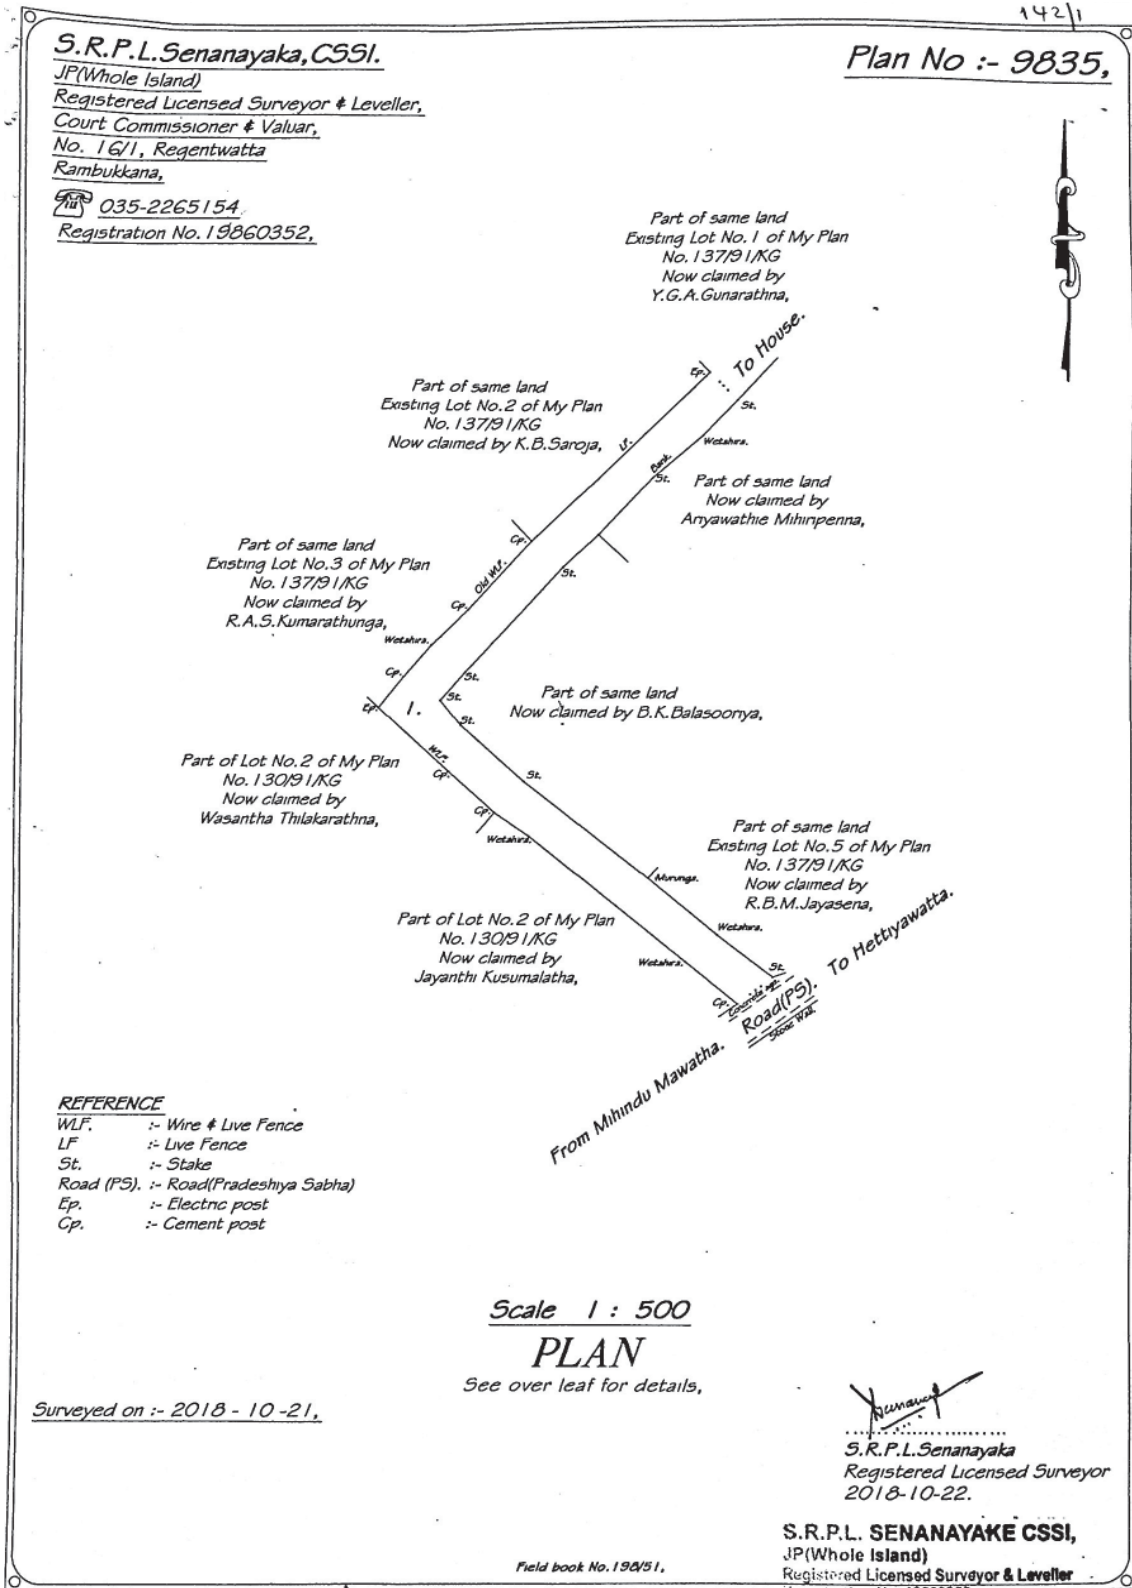 142/1
S.R.P.L.Senanayaka, CSSI.
JP(Whole Island)
Registered Licensed Surveyor & Leveller,
Court Commissioner & Valuar,
No. 16/1, Regentwatta
Rambukkana,
035-2265154,
Registration No. 19860352,
Plan No :- 9835,
Part of same land
Existing Lot No. 1 of My Plan
No. 137/91/KG
Now claimed by
Y.G.A.Gunarathna,
To House.
Ep.
St.
Part of same land
Existing Lot No.2 of My Plan
No. 137/91/KG
Now claimed by K.B.Saroja,
Lf.
Wetahira.
Bank.
St.
Part of same land
Now claimed by
Ariyawathie Mihiripenna,
Cp.
Part of same land
Existing Lot No.3 of My Plan
No. 137/91/KG
Now claimed by
R.A.S.Kumarathunga,
Old WLF.
St.
Cp.
Wetahira.
Cp.
St.
St.
Ep.
1.
St.
Part of same land
Now claimed by B.K.Balasooriya,
Part of Lot No.2 of My Plan
No. 130/91/KG
Now claimed by
Wasantha Thilakarathna,
WLF.
Cp.
St.
Cp.
Wetahira.
Part of same land
Existing Lot No.5 of My Plan
No. 137/91/KG
Now claimed by
R.B.M.Jayasena,
Murunga.
Wetahira.
Part of Lot No.2 of My Plan
No. 130/91/KG
Now claimed by
Jayanthi Kusumalatha,
Wetahira.
St.
Cp.
Concrete
Road(PS).
Stone Wall
To Hettiyawatta.
From Mihindu Mawatha.
REFERENCE
WLF. :- Wire & Live Fence
LF :- Live Fence
St. :- Stake
Road (PS). :- Road(Pradeshiya Sabha)
Ep. :- Electric post
Cp. :- Cement post
Scale 1 : 500
PLAN
See over leaf for details,
Surveyed on :- 2018 - 10 -21,
S.R.P.L.Senanayaka
Registered Licensed Surveyor
2018-10-22.
S.R.P.L. SENANAYAKE CSSI,
JP(Whole Island)
Registered Licensed Surveyor & Leveller
Field book No. 198/51,